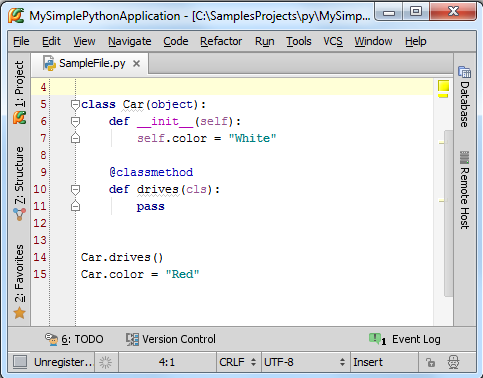 MySimplePythonApplication - [C:\SamplesProjects\py\MySimp...
File Edit View Navigate Code Refactor Run Tools VCS Window Help
SampleFile.py
1: Project
Z: Structure
2: Favorites
4
5 class Car(object):
6 def __init__(self):
7 self.color = "White"
8
9 @classmethod
10 def drives(cls):
11 pass
12
13
14 Car.drives()
15 Car.color = "Red"
Database
Remote Host
6: TODO Version Control 1 Event Log
Unregister... 4:1 CRLF UTF-8 Insert